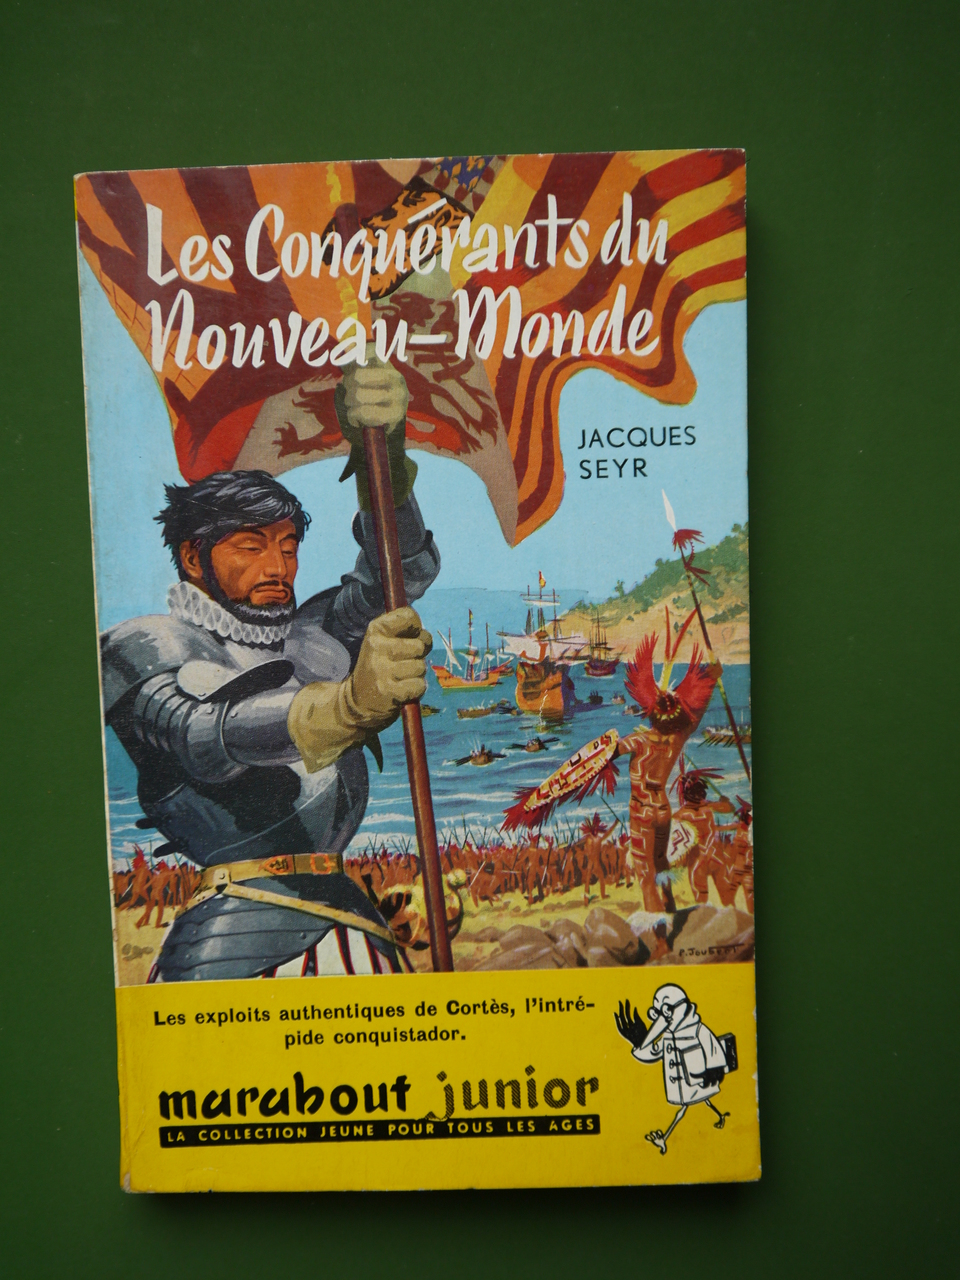 Les Conquérants du
Nouveau-Monde
JACQUES
SEYR
P. JOUBERT
Les exploits authentiques de Cortès, l'intré-
pide conquistador.
marabout junior
LA COLLECTION JEUNE POUR TOUS LES AGES